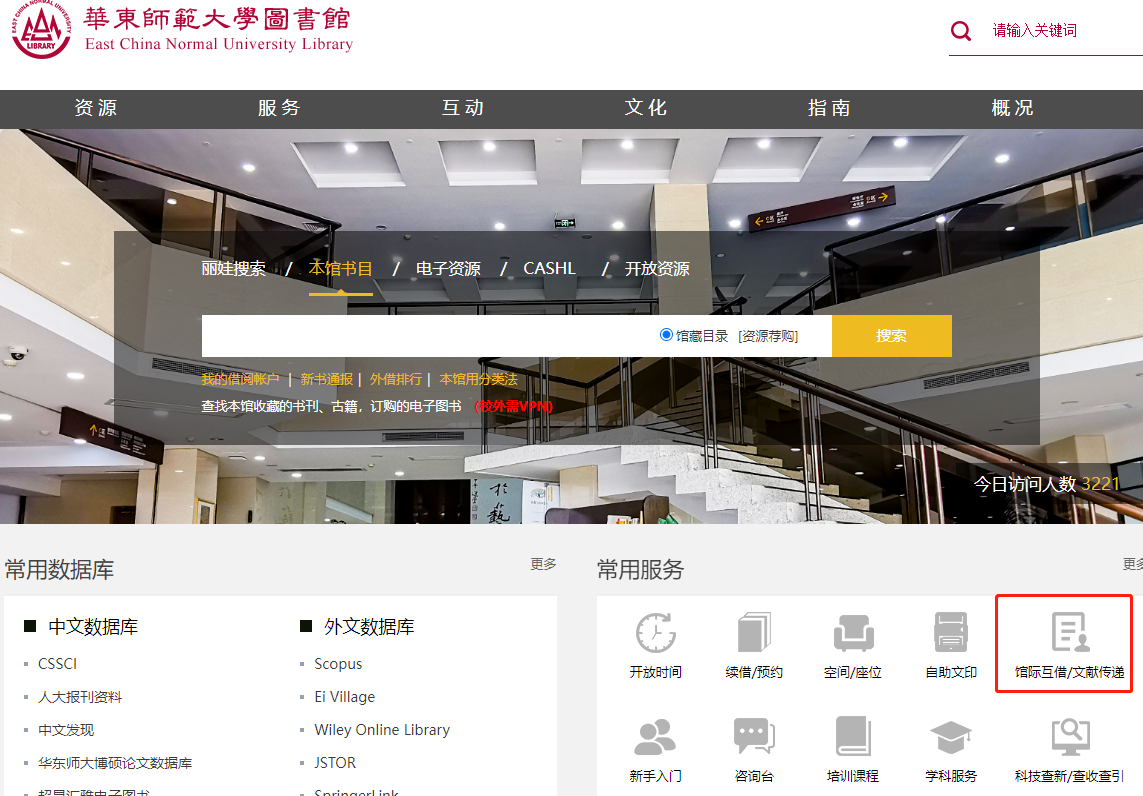 EAST CHINA NORMAL UNIVERSITY
LIBRARY
華東師範大學圖書館
East China Normal University Library
请输入关键词
资源 服务 互动 文化 指南 概况
丽娃搜索 / 本馆书目 / 电子资源 / CASHL / 开放资源
馆藏目录 [资源荐购] 搜索
我的借阅帐户 | 新书通报 | 外借排行 | 本馆用分类法
查找本馆收藏的书刊、古籍，订购的电子图书 (校外需VPN)
今日访问人数 3221
常用数据库 更多
中文数据库
CSSCI
人大报刊资料
中文发现
华东师大博硕论文数据库
超星汇雅电子图书
外文数据库
Scopus
Ei Village
Wiley Online Library
JSTOR
SpringerLink
常用服务 更多
开放时间 续借/预约 空间/座位 自助文印 馆际互借/文献传递
新手入门 咨询台 培训课程 学科服务 科技查新/查收查引